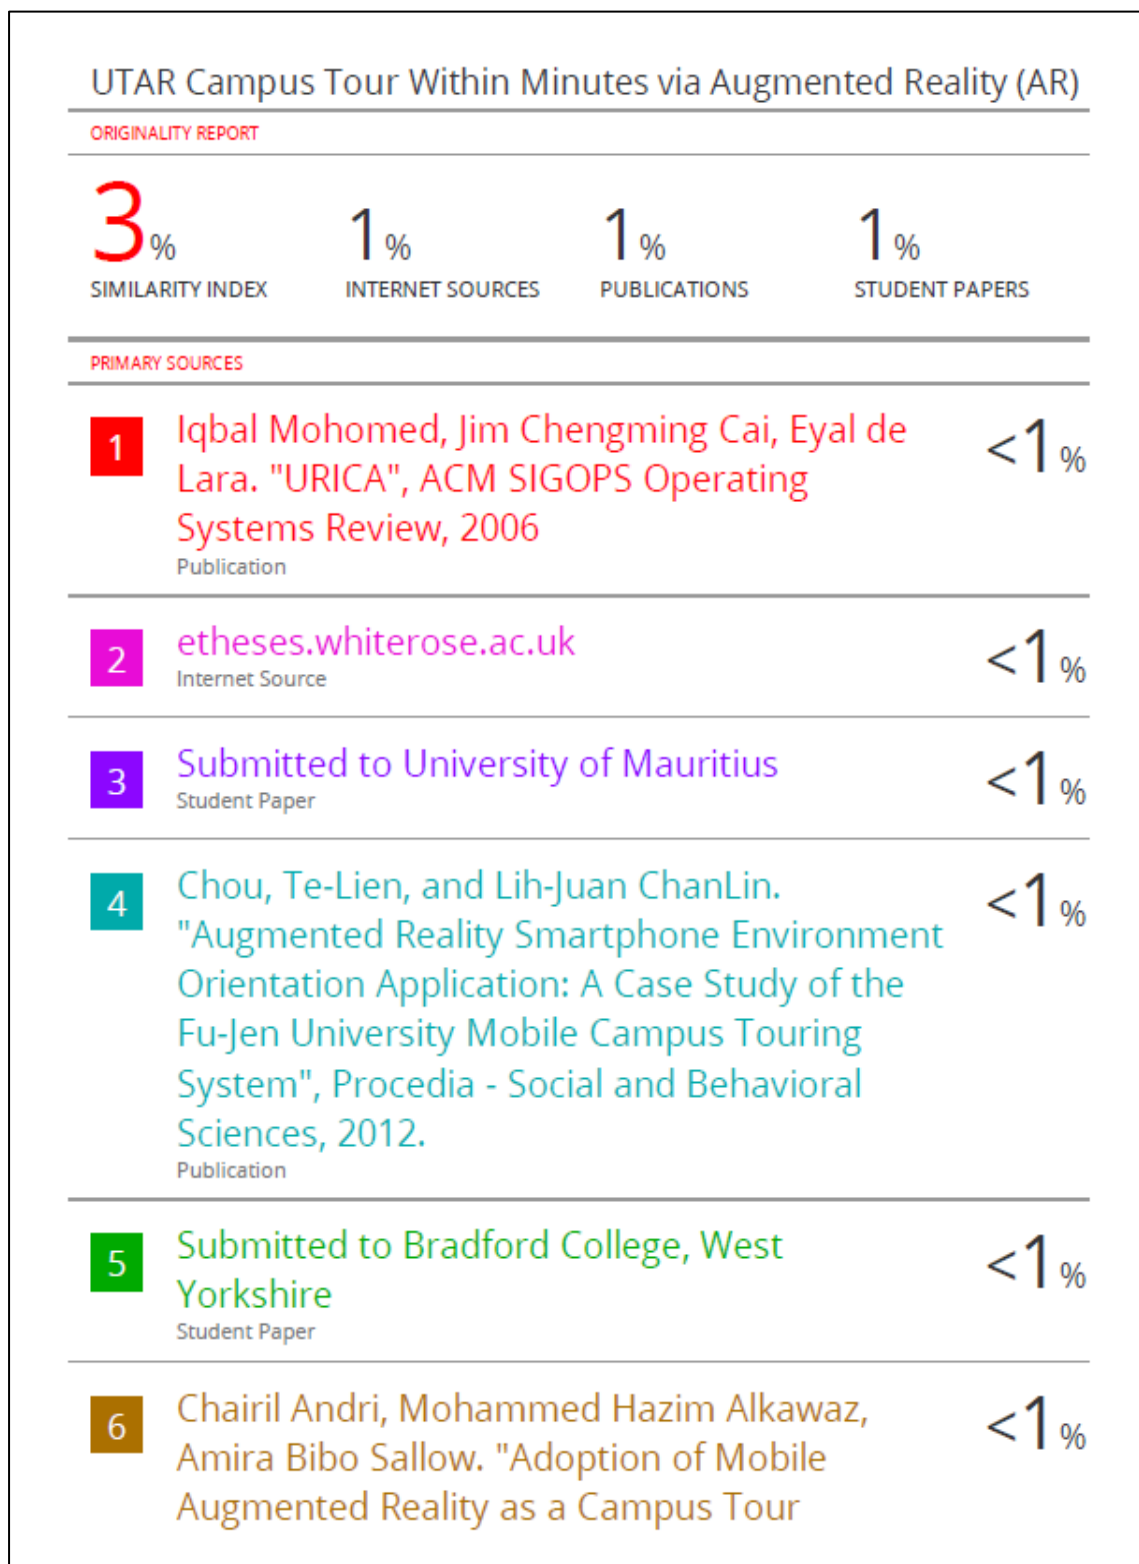 UTAR Campus Tour Within Minutes via Augmented Reality (AR)
ORIGINALITY REPORT
3% 1% 1% 1%
SIMILARITY INDEX INTERNET SOURCES PUBLICATIONS STUDENT PAPERS
PRIMARY SOURCES
1 Iqbal Mohomed, Jim Chengming Cai, Eyal de <1%
Lara. "URICA", ACM SIGOPS Operating
Systems Review, 2006
Publication
2 etheses.whiterose.ac.uk <1%
Internet Source
3 Submitted to University of Mauritius <1%
Student Paper
4 Chou, Te-Lien, and Lih-Juan ChanLin. <1%
"Augmented Reality Smartphone Environment
Orientation Application: A Case Study of the
Fu-Jen University Mobile Campus Touring
System", Procedia - Social and Behavioral
Sciences, 2012.
Publication
5 Submitted to Bradford College, West <1%
Yorkshire
Student Paper
6 Chairil Andri, Mohammed Hazim Alkawaz, <1%
Amira Bibo Sallow. "Adoption of Mobile
Augmented Reality as a Campus Tour